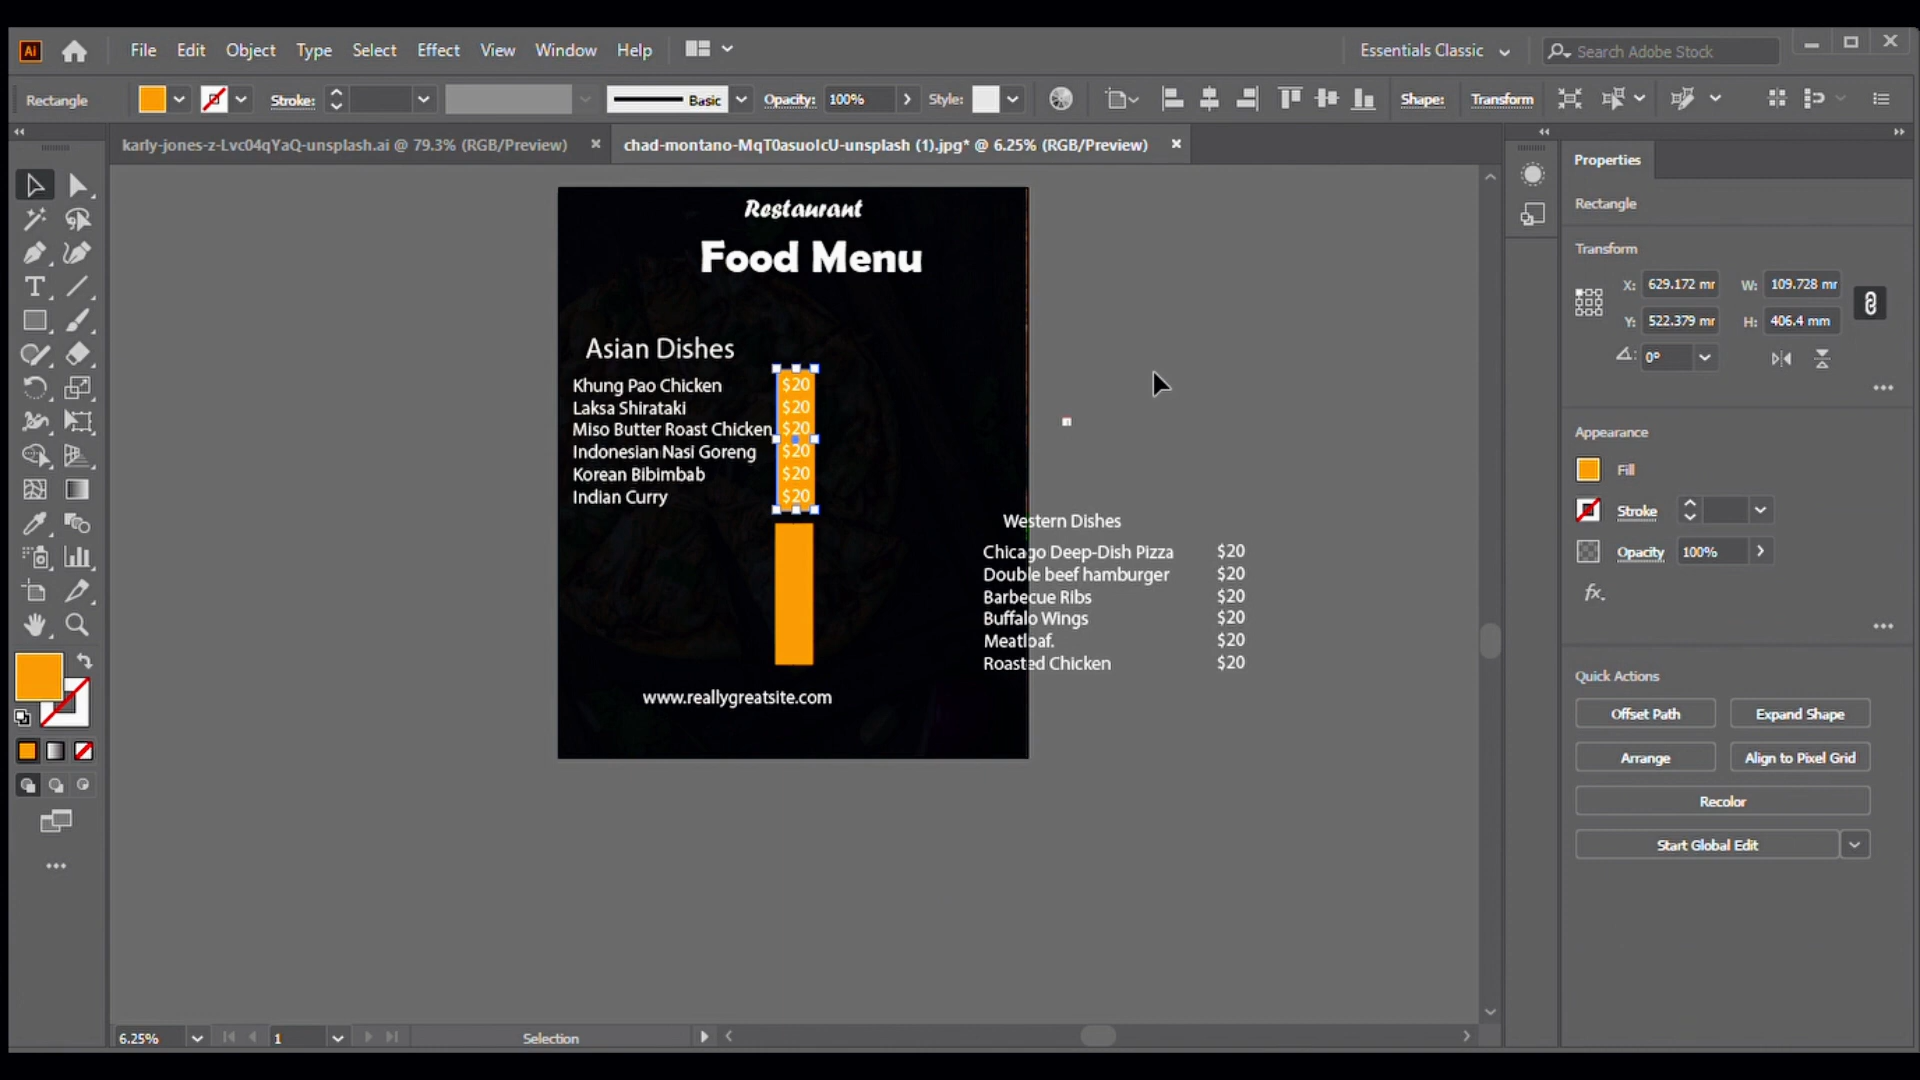 Ai File Edit Object Type Select Effect View Window Help Essentials Classic Search Adobe Stock
Rectangle Stroke: Basic Opacity: 100% Style: Shape: Transform
karly-jones-z-Lvc04qYaQ-unsplash.ai @ 79.3% (RGB/Preview) chad-montano-MqT0asuoIcU-unsplash (1).jpg* @ 6.25% (RGB/Preview)
Restaurant
Food Menu
Asian Dishes
Khung Pao Chicken $20
Laksa Shirataki $20
Miso Butter Roast Chicken $20
Indonesian Nasi Goreng $20
Korean Bibimbab $20
Indian Curry $20
Western Dishes
Chicago Deep-Dish Pizza $20
Double beef hamburger $20
Barbecue Ribs $20
Buffalo Wings $20
Meatloaf. $20
Roasted Chicken $20
www.reallygreatsite.com
Properties
Rectangle
Transform
X: 629.172 mr W: 109.728 mr
Y: 522.379 mr H: 406.4 mm
0°
Appearance
Fill
Stroke
Opacity 100%
fx.
Quick Actions
Offset Path Expand Shape
Arrange Align to Pixel Grid
Recolor
Start Global Edit
6.25% 1 Selection